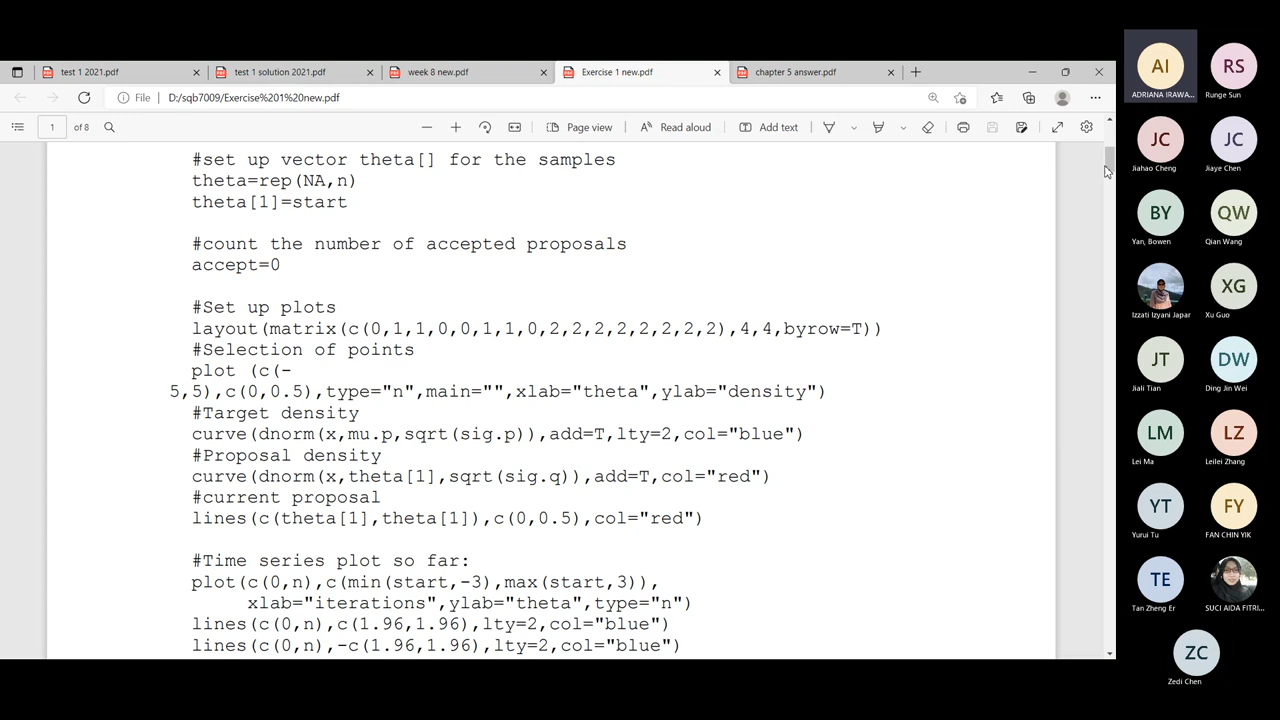 test 1 2021.pdf
test 1 solution 2021.pdf
week 8 new.pdf
Exercise 1 new.pdf
chapter 5 answer.pdf
File
D:/sqb7009/Exercise%201%20new.pdf
1 of 8
Page view
Read aloud
Add text
#set up vector theta[] for the samples
theta=rep(NA,n)
theta[1]=start
#count the number of accepted proposals
accept=0
#Set up plots
layout(matrix(c(0,1,1,0,0,1,1,0,2,2,2,2,2,2,2,2),4,4,byrow=T))
#Selection of points
plot (c(-
5,5),c(0,0.5),type="n",main="",xlab="theta",ylab="density")
#Target density
curve(dnorm(x,mu.p,sqrt(sig.p)),add=T,lty=2,col="blue")
#Proposal density
curve(dnorm(x,theta[1],sqrt(sig.q)),add=T,col="red")
#current proposal
lines(c(theta[1],theta[1]),c(0,0.5),col="red")
#Time series plot so far:
plot(c(0,n),c(min(start,-3),max(start,3)),
xlab="iterations",ylab="theta",type="n")
lines(c(0,n),c(1.96,1.96),lty=2,col="blue")
lines(c(0,n),-c(1.96,1.96),lty=2,col="blue")
AI
ADRIANA IRAWA...
RS
Runge Sun
JC
Jiahao Cheng
JC
Jiaye Chen
BY
Yan, Bowen
QW
Qian Wang
Izzati Izyani Japar
XG
Xu Guo
JT
Jiali Tian
DW
Ding Jin Wei
LM
Lei Ma
LZ
Leilei Zhang
YT
Yurui Tu
FY
FAN CHIN YIK
TE
Tan Zheng Er
SUCI AIDA FITRI...
ZC
Zedi Chen